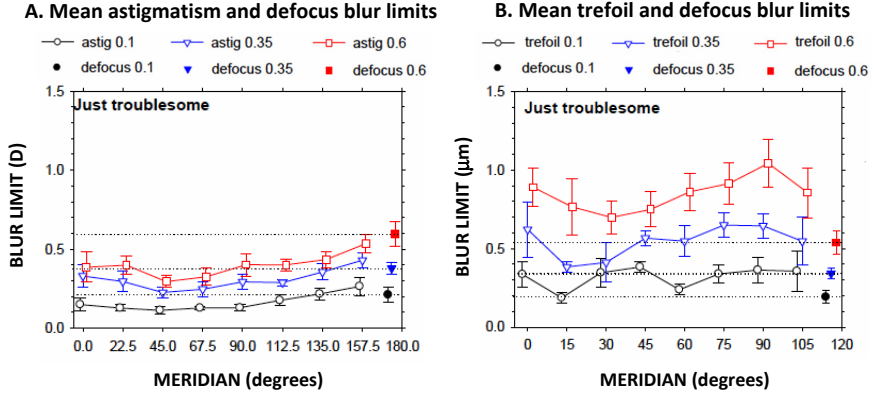 A. Mean astigmatism and defocus blur limits
astig 0.1 astig 0.35 astig 0.6
defocus 0.1 defocus 0.35 defocus 0.6
Just troublesome
BLUR LIMIT (D)
1.5
1.0
0.5
0.0
0.0 22.5 45.0 67.5 90.0 112.5 135.0 157.5 180.0
MERIDIAN (degrees)
B. Mean trefoil and defocus blur limits
trefoil 0.1 trefoil 0.35 trefoil 0.6
defocus 0.1 defocus 0.35 defocus 0.6
Just troublesome
BLUR LIMIT (μm)
1.5
1.0
0.5
0.0
0 15 30 45 60 75 90 105 120
MERIDIAN (degrees)